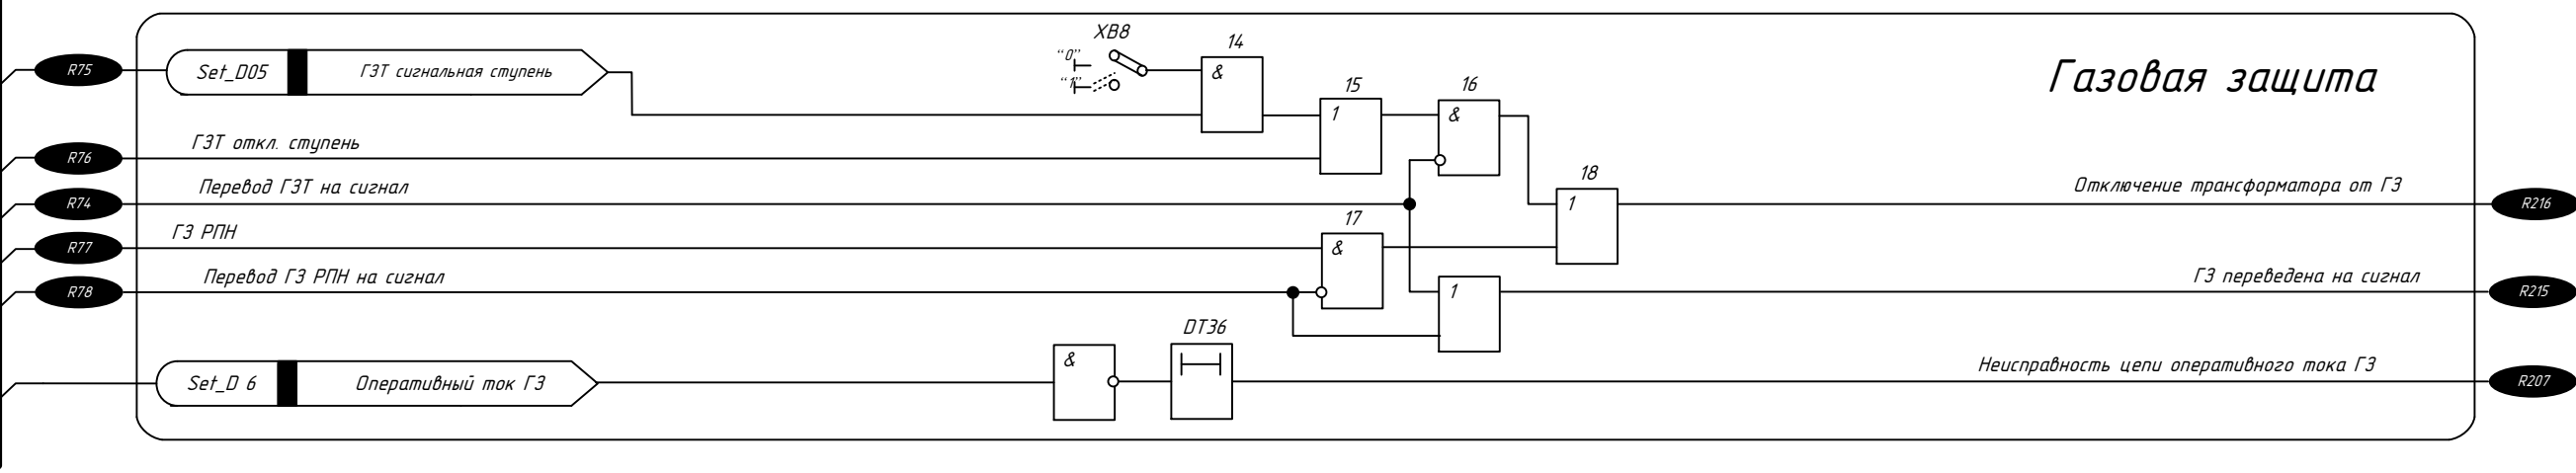 XB8
"0"
"1"
14
15
16
Газовая защита
R75
Set_D05
ГЗТ сигнальная ступень
&
1
&
R76
ГЗТ откл. ступень
R74
Перевод ГЗТ на сигнал
18
1
Отключение трансформатора от ГЗ
R216
R77
ГЗ РПН
17
&
R78
Перевод ГЗ РПН на сигнал
1
ГЗ переведена на сигнал
R215
Set_D 6
Оперативный ток ГЗ
&
DT36
Неисправность цепи оперативного тока ГЗ
R207